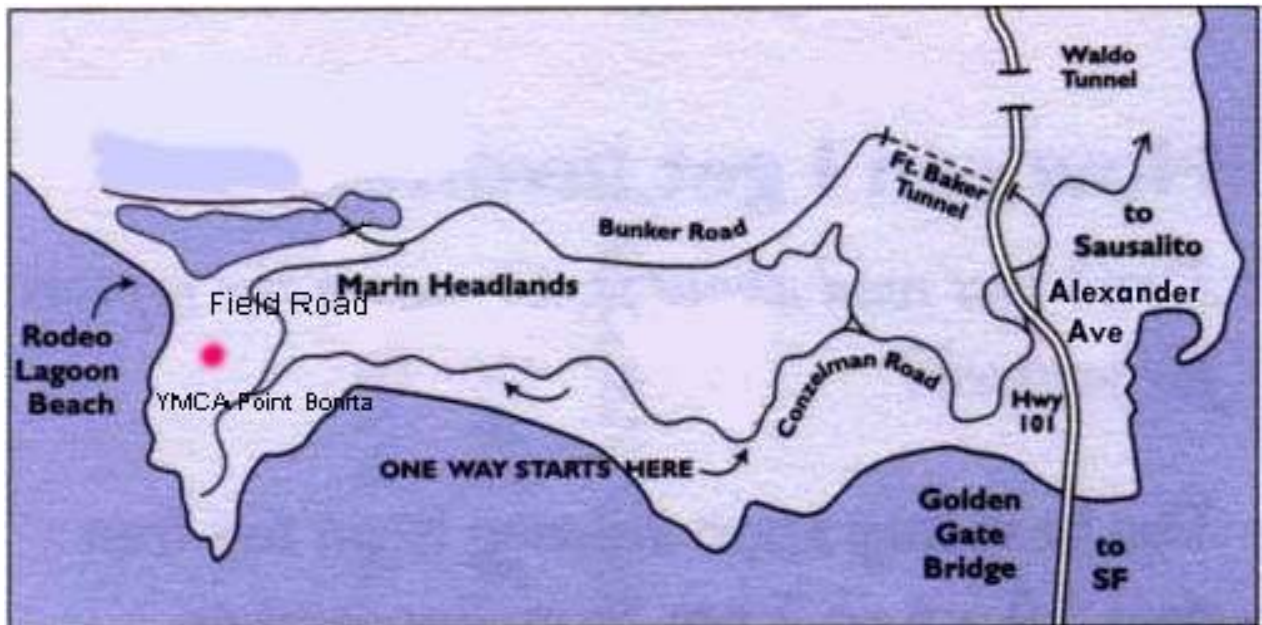 Waldo
Tunnel
Ft. Baker
Tunnel
Bunker Road
to
Sausalito
Marin Headlands
Field Road
Alexander
Ave
Rodeo
Lagoon
Beach
YMCA Point Bonita
Conzelman Road
Hwy
101
ONE WAY STARTS HERE
Golden
Gate
Bridge
to
SF